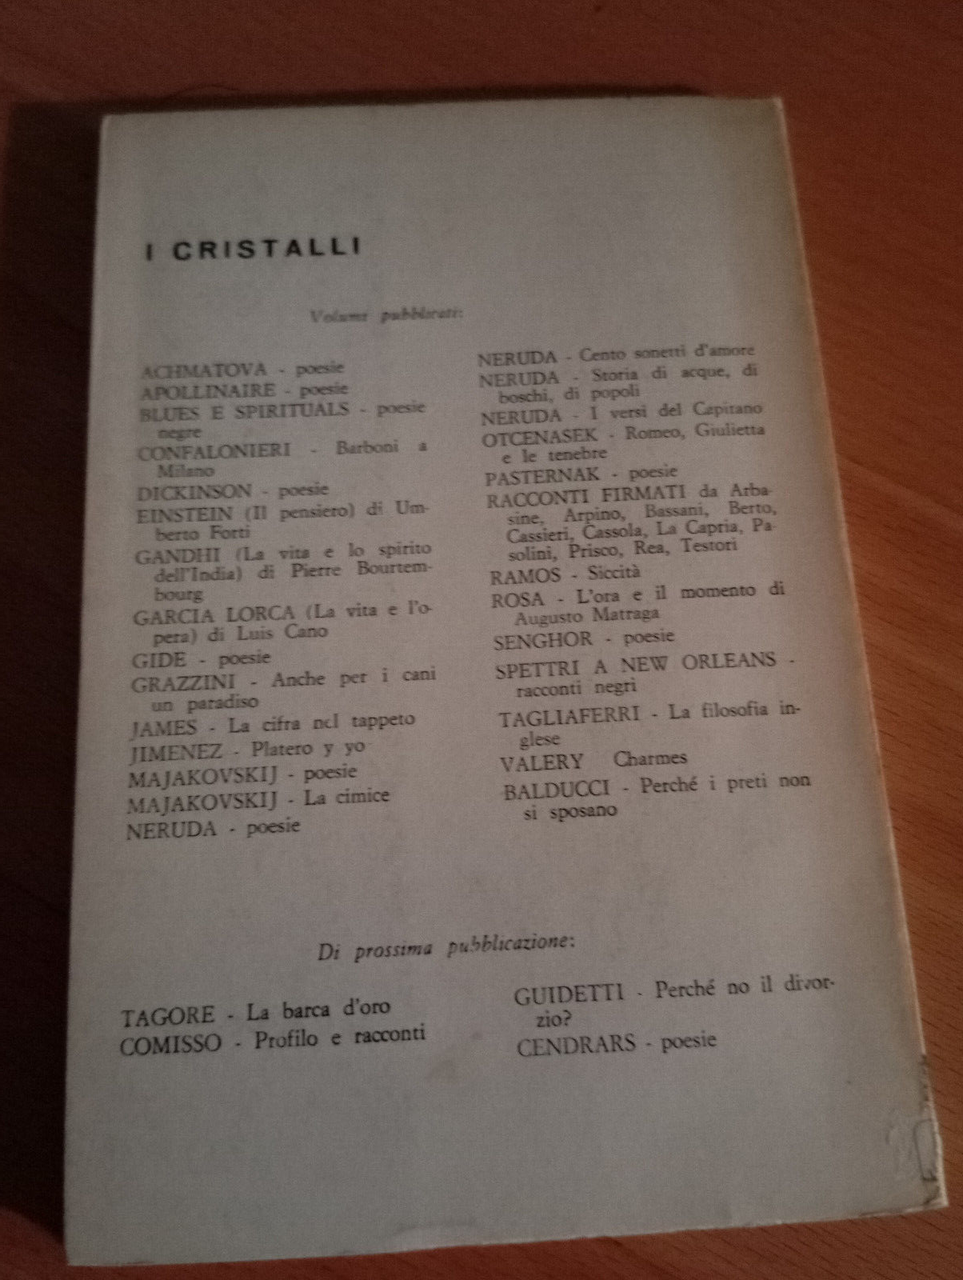 I CRISTALLI
Volumi pubblicati:
ACHMATOVA - poesie
APOLLINAIRE - poesie
BLUES E SPIRITUALS - poesie
negre
CONFALONIERI - Barboni a
Milano
DICKINSON - poesie
EINSTEIN (Il pensiero) di Um-
berto Forti
GANDHI (La vita e lo spirito
dell'India) di Pierre Bourtem-
bourg
GARCIA LORCA (La vita e l'o-
pera) di Luis Cano
GIDE - poesie
GRAZZINI - Anche per i cani
un paradiso
JAMES - La cifra nel tappeto
JIMENEZ - Platero y yo
MAJAKOVSKIJ - poesie
MAJAKOVSKIJ - La cimice
NERUDA - poesie
NERUDA - Cento sonetti d'amore
NERUDA - Storia di acque, di
boschi, di popoli
NERUDA - I versi del Capitano
OTCENASEK - Romeo, Giulietta
e le tenebre
PASTERNAK - poesie
RACCONTI FIRMATI da Arba-
sine, Arpino, Bassani, Berto,
Cassieri, Cassola, La Capria, Pa-
solini, Prisco, Rea, Testori
RAMOS - Siccità
ROSA - L'ora e il momento di
Augusto Matraga
SENGHOR - poesie
SPETTRI A NEW ORLEANS -
racconti negri
TAGLIAFERRI - La filosofia in-
glese
VALERY Charmes
BALDUCCI - Perché i preti non
si sposano
Di prossima pubblicazione:
TAGORE - La barca d'oro
COMISSO - Profilo e racconti
GUIDETTI - Perché no il divor-
zio?
CENDRARS - poesie